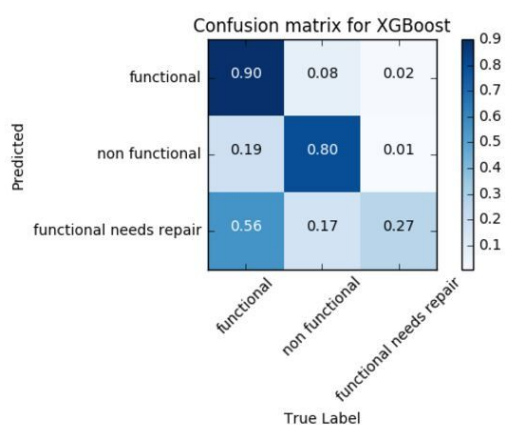 Confusion matrix for XGBoost
Predicted
functional
0.90 0.08 0.02
non functional
0.19 0.80 0.01
functional needs repair
0.56 0.17 0.27
functional
non functional
functional needs repair
True Label
0.9
0.8
0.7
0.6
0.5
0.4
0.3
0.2
0.1